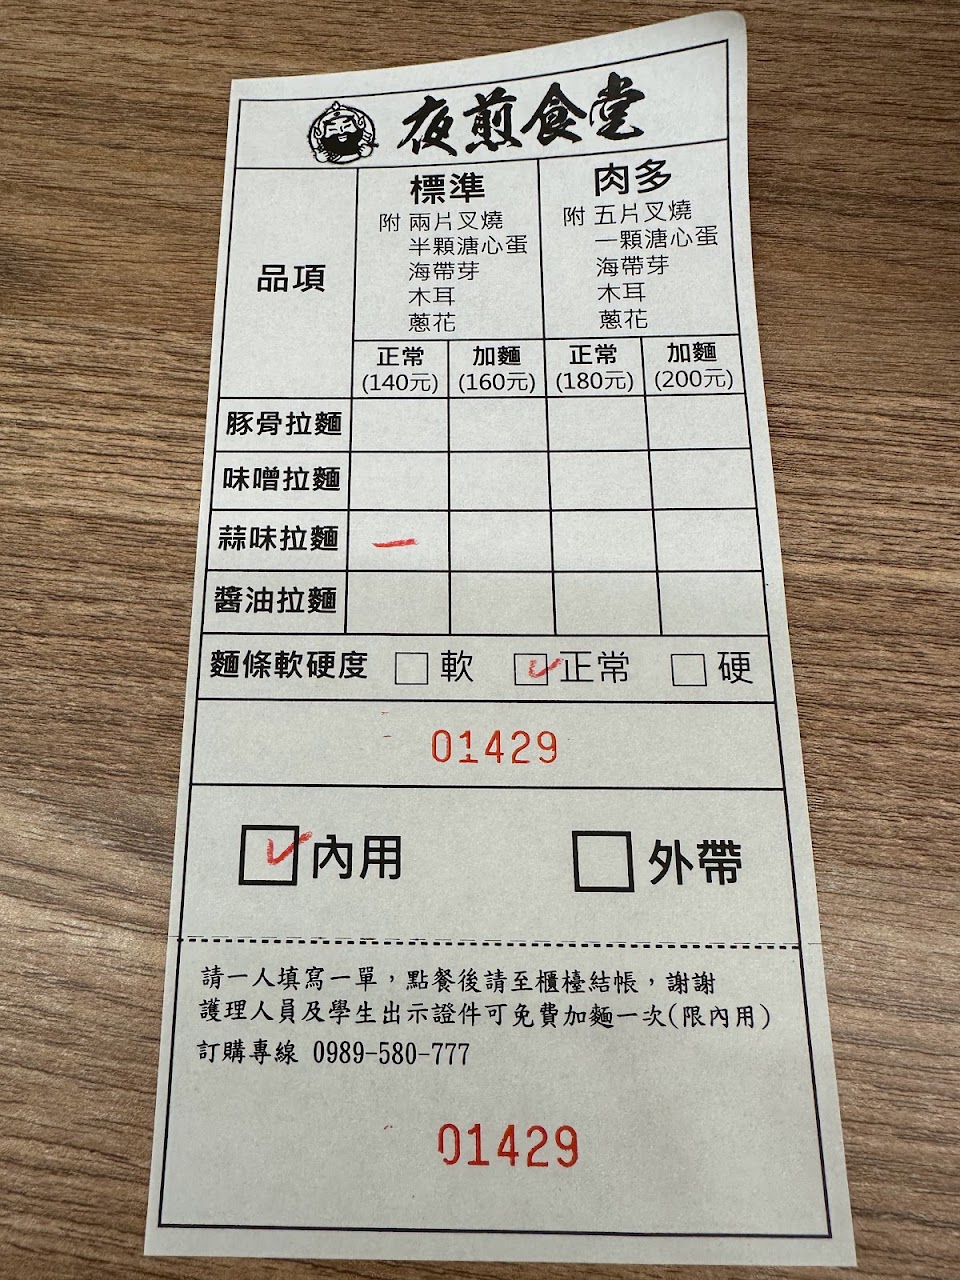 夜煎食堂
品項
標準
附 兩片叉燒
半顆溏心蛋
海帶芽
木耳
蔥花
肉多
附 五片叉燒
一顆溏心蛋
海帶芽
木耳
蔥花
正常 加麵 正常 加麵
(140元) (160元) (180元) (200元)
豚骨拉麵
味噌拉麵
蒜味拉麵
醬油拉麵
麵條軟硬度 軟 正常 硬
01429
內用 外帶
請一人填寫一單，點餐後請至櫃檯結帳，謝謝
護理人員及學生出示證件可免費加麵一次(限內用)
訂購專線 0989-580-777
01429